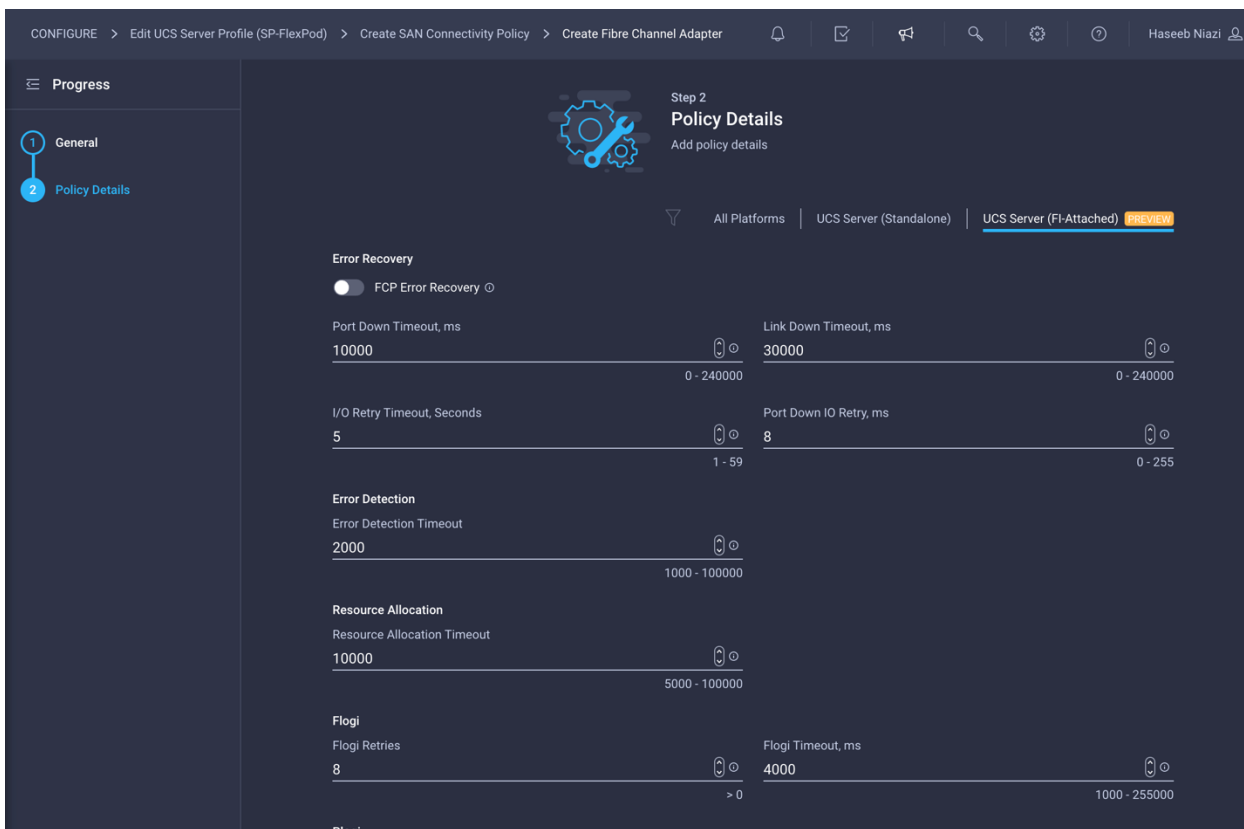 CONFIGURE > Edit UCS Server Profile (SP-FlexPod) > Create SAN Connectivity Policy > Create Fibre Channel Adapter Haseeb Niazi
Progress
1 General
2 Policy Details
Step 2
Policy Details
Add policy details
All Platforms | UCS Server (Standalone) | UCS Server (FI-Attached) PREVIEW
Error Recovery
FCP Error Recovery
Port Down Timeout, ms
10000
0 - 240000
Link Down Timeout, ms
30000
0 - 240000
I/O Retry Timeout, Seconds
5
1 - 59
Port Down IO Retry, ms
8
0 - 255
Error Detection
Error Detection Timeout
2000
1000 - 100000
Resource Allocation
Resource Allocation Timeout
10000
5000 - 100000
Flogi
Flogi Retries
8
> 0
Flogi Timeout, ms
4000
1000 - 255000